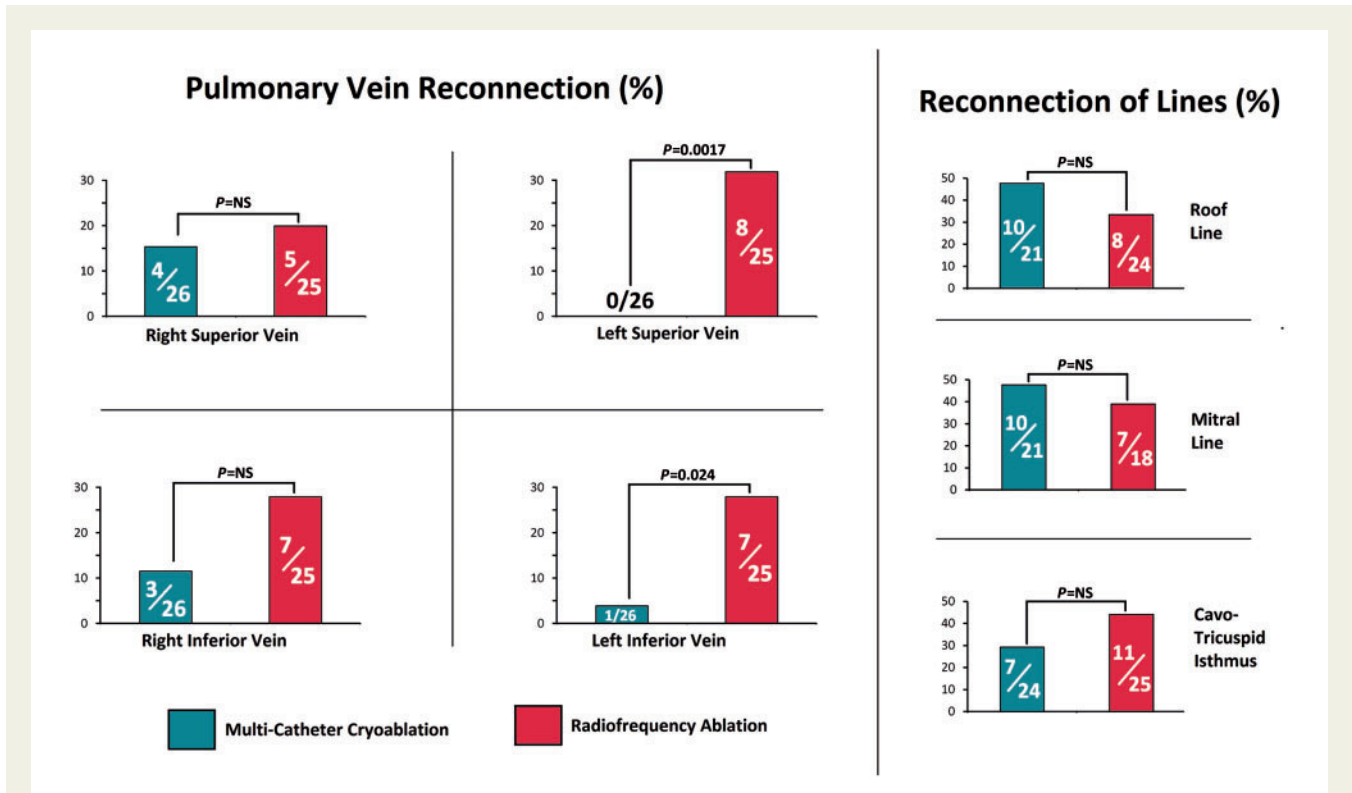 Pulmonary Vein Reconnection (%)
P=NS
30
20
10
0
4/26
5/25
Right Superior Vein
P=0.0017
30
20
10
0
0/26
8/25
Left Superior Vein
P=NS
30
20
10
0
3/26
7/25
Right Inferior Vein
P=0.024
30
20
10
0
1/26
7/25
Left Inferior Vein
Multi-Catheter Cryoablation
Radiofrequency Ablation
Reconnection of Lines (%)
P=NS
50
40
30
20
10
0
10/21
8/24
Roof
Line
P=NS
50
40
30
20
10
0
10/21
7/18
Mitral
Line
P=NS
50
40
30
20
10
0
7/24
11/25
Cavo-
Tricuspid
Isthmus